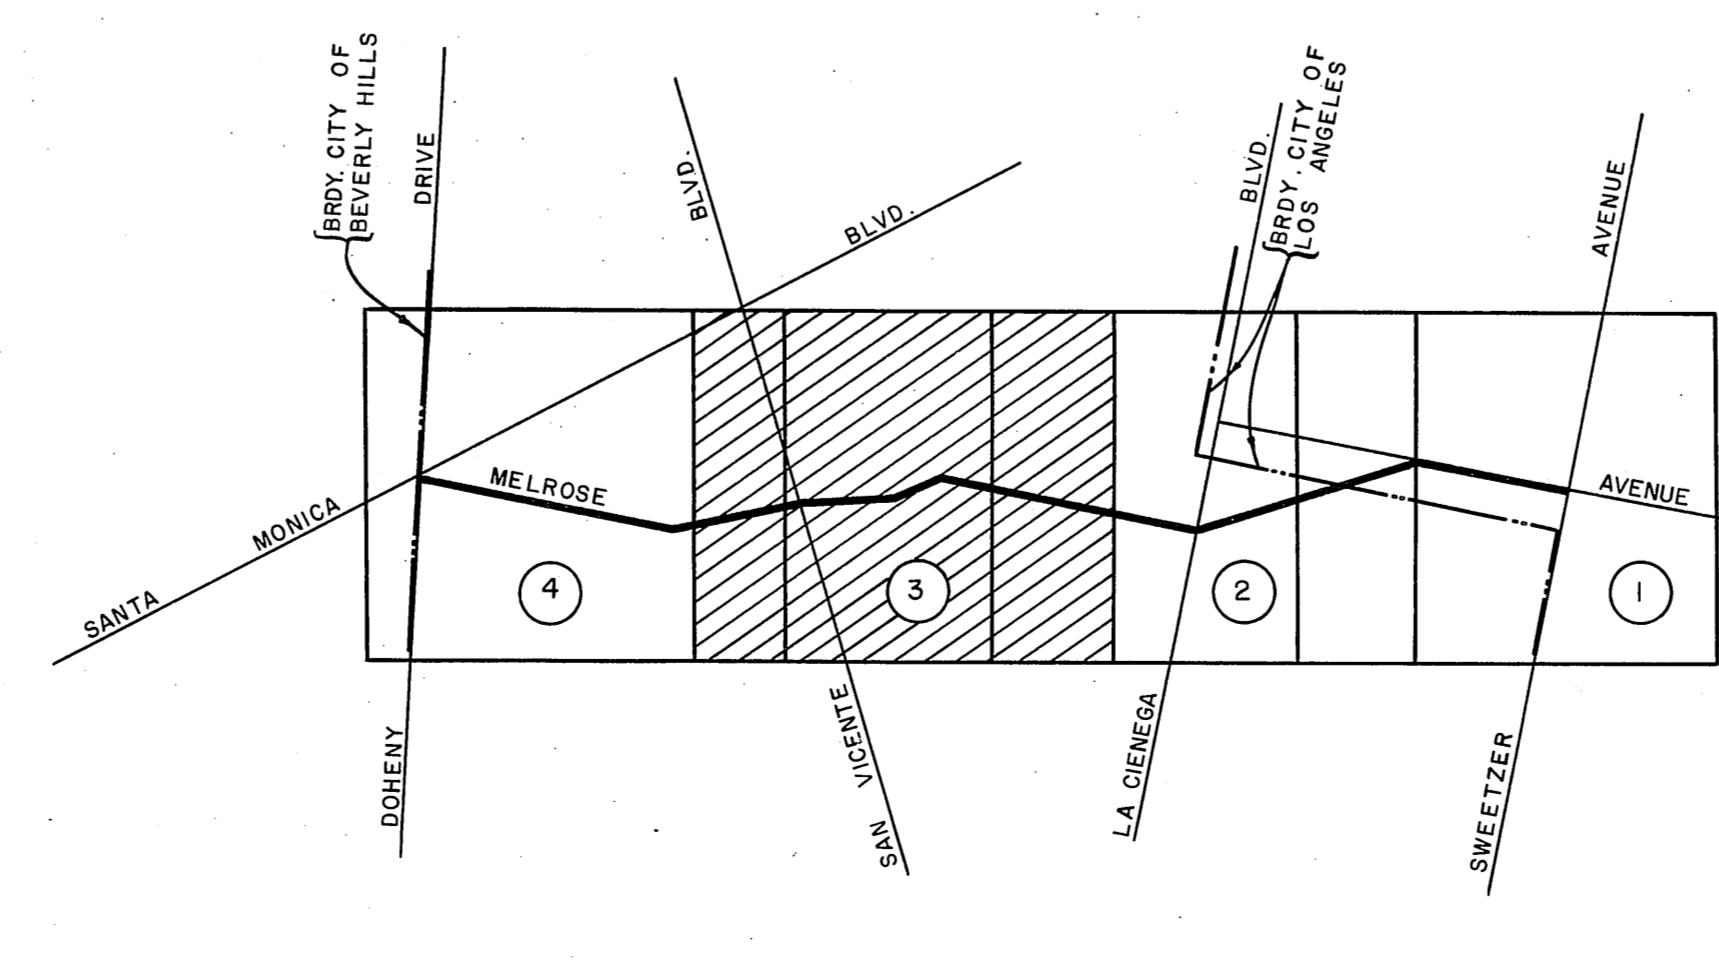 BRDY. CITY OF
BEVERLY HILLS
DRIVE
BLVD.
BLVD.
BLVD.
BRDY. CITY OF
LOS ANGELES
AVENUE
MELROSE
AVENUE
SANTA MONICA
4
3
2
1
DOHENY
SAN VICENTE
LA CIENEGA
SWEETZER